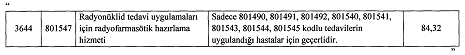 3644 801547 Radyonüklid tedavi uygulamaları için radyofarmasötik hazırlama hizmeti Sadece 801490, 801491, 801492, 801540, 801541, 801543, 801544, 801545 kodlu tedavilerin uygulandığı hastalar için geçerlidir. 84,32